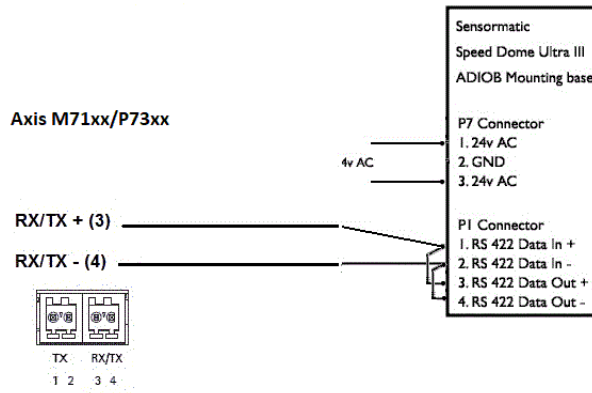 Sensormatic
Speed Dome Ultra III
ADIOB Mounting base
Axis M71xx/P73xx
P7 Connector
1. 24v AC
4v AC
2. GND
3. 24v AC
RX/TX + (3)
P1 Connector
1. RS 422 Data In +
RX/TX - (4)
2. RS 422 Data In -
3. RS 422 Data Out +
4. RS 422 Data Out -
TX RX/TX
1 2 3 4